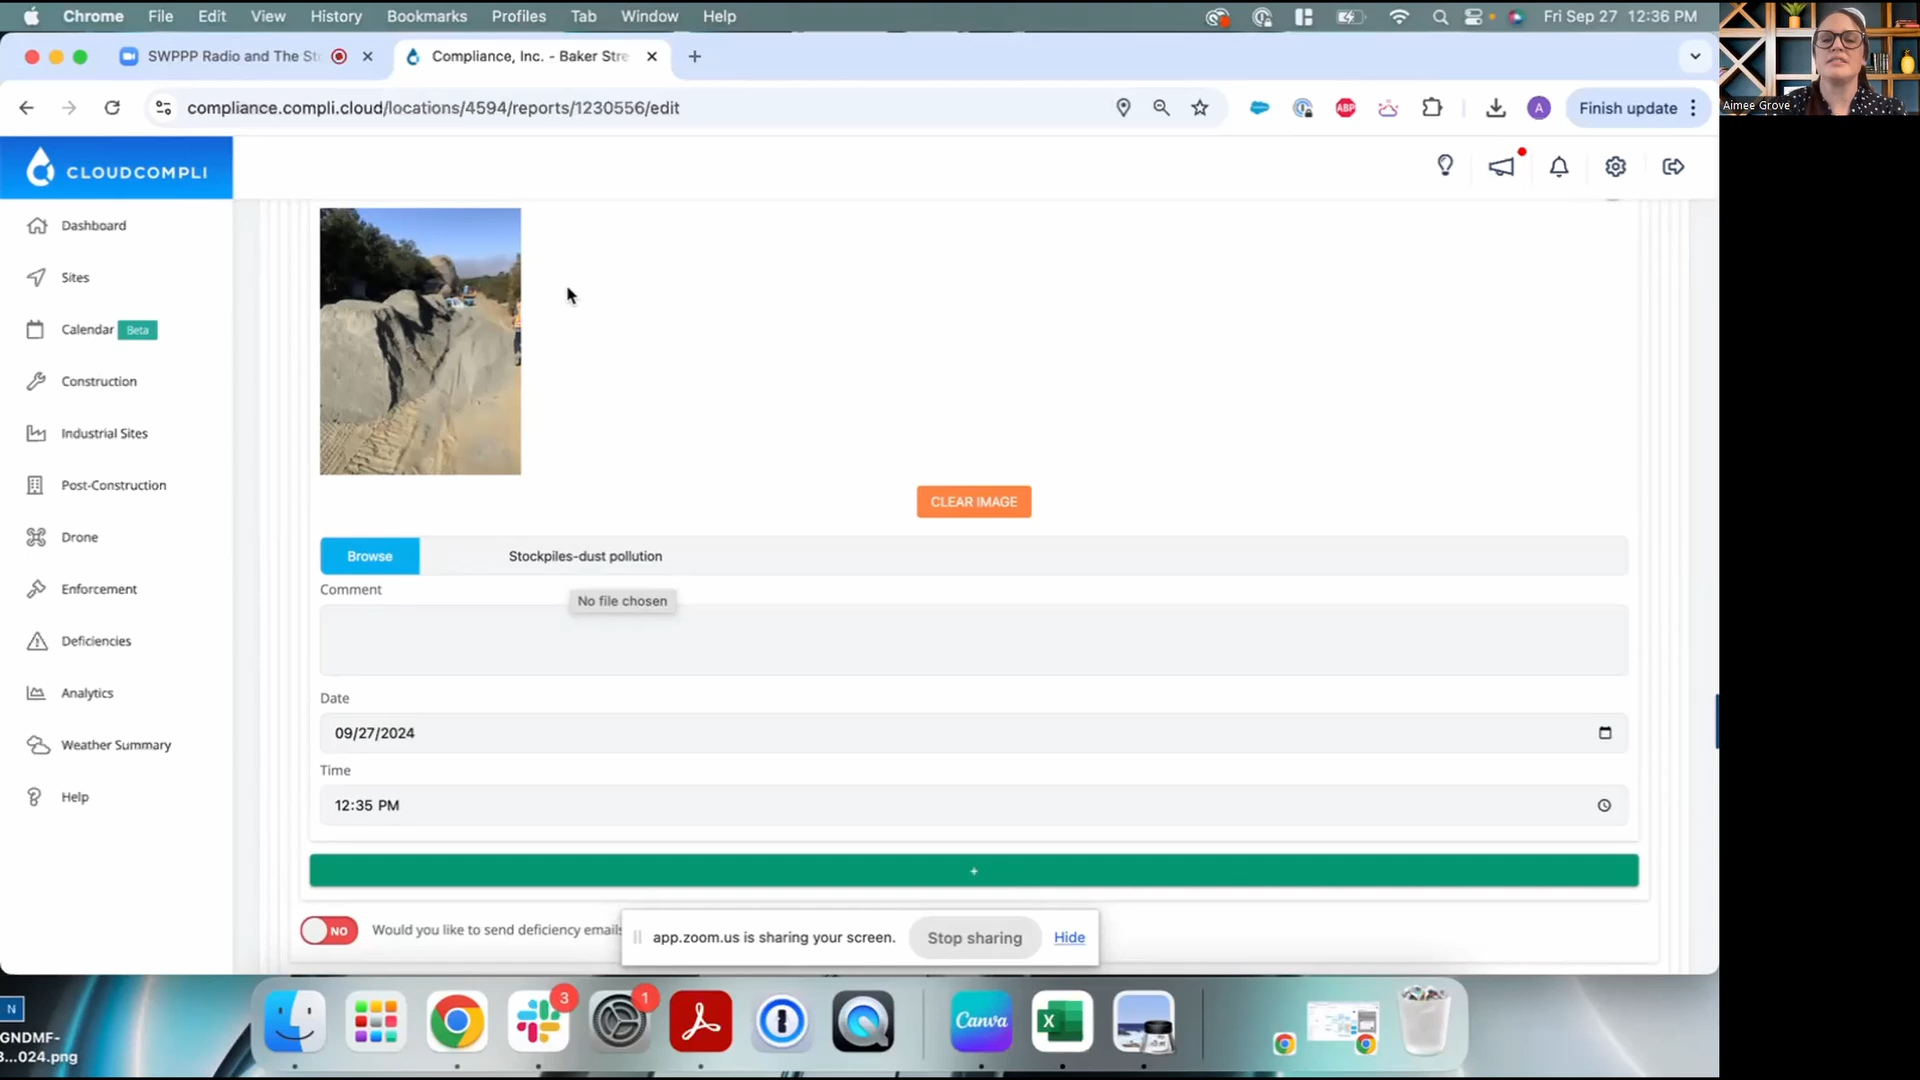 Chrome File Edit View History Bookmarks Profiles Tab Window Help Fri Sep 27 12:36 PM
SWPPP Radio and The Sto
Compliance, Inc. - Baker Stre
compliance.compli.cloud/locations/4594/reports/1230556/edit
ABP
A
Finish update
Aimee Grove
CLOUDCOMPLI
Dashboard
Sites
Calendar Beta
Construction
Industrial Sites
Post-Construction
Drone
Enforcement
Deficiencies
Analytics
Weather Summary
Help
CLEAR IMAGE
Browse Stockpiles-dust pollution
Comment
No file chosen
Date
09/27/2024
Time
12:35 PM
+
NO Would you like to send deficiency emails
app.zoom.us is sharing your screen. Stop sharing Hide
N
GNDMF-
3...024.png
3
1
Canva
X